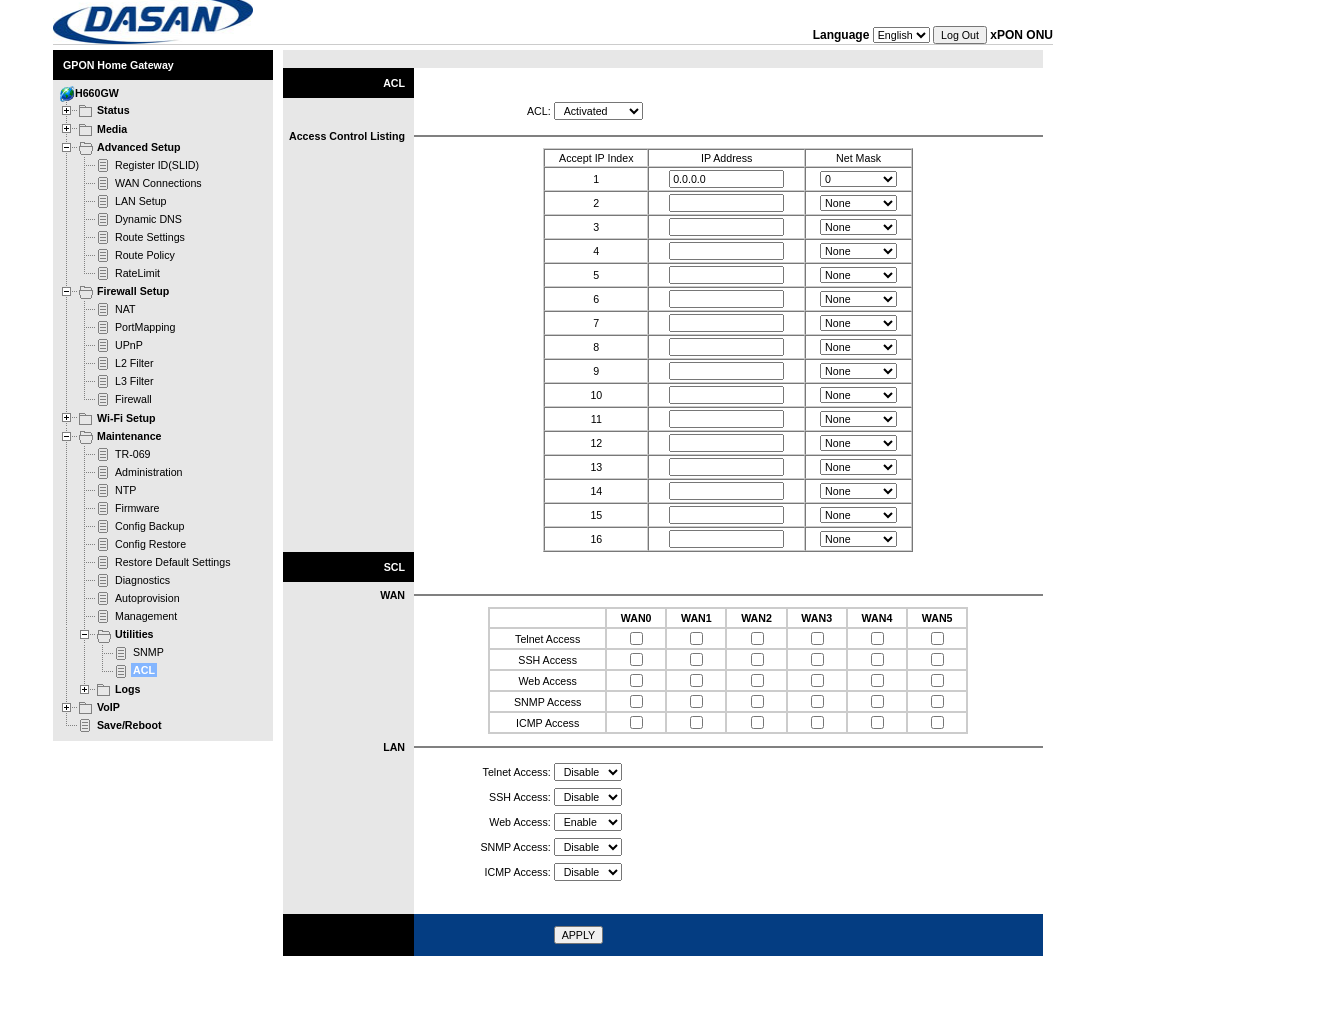 DASAN
Language English Log Out xPON ONU
GPON Home Gateway
H660GW
Status
Media
Advanced Setup
Register ID(SLID)
WAN Connections
LAN Setup
Dynamic DNS
Route Settings
Route Policy
RateLimit
Firewall Setup
NAT
PortMapping
UPnP
L2 Filter
L3 Filter
Firewall
Wi-Fi Setup
Maintenance
TR-069
Administration
NTP
Firmware
Config Backup
Config Restore
Restore Default Settings
Diagnostics
Autoprovision
Management
Utilities
SNMP
ACL
Logs
VoIP
Save/Reboot
ACL
ACL: Activated
Access Control Listing
Accept IP Index IP Address Net Mask
1 0.0.0.0 0
2 None
3 None
4 None
5 None
6 None
7 None
8 None
9 None
10 None
11 None
12 None
13 None
14 None
15 None
16 None
SCL
WAN
WAN0 WAN1 WAN2 WAN3 WAN4 WAN5
Telnet Access
SSH Access
Web Access
SNMP Access
ICMP Access
LAN
Telnet Access: Disable
SSH Access: Disable
Web Access: Enable
SNMP Access: Disable
ICMP Access: Disable
APPLY